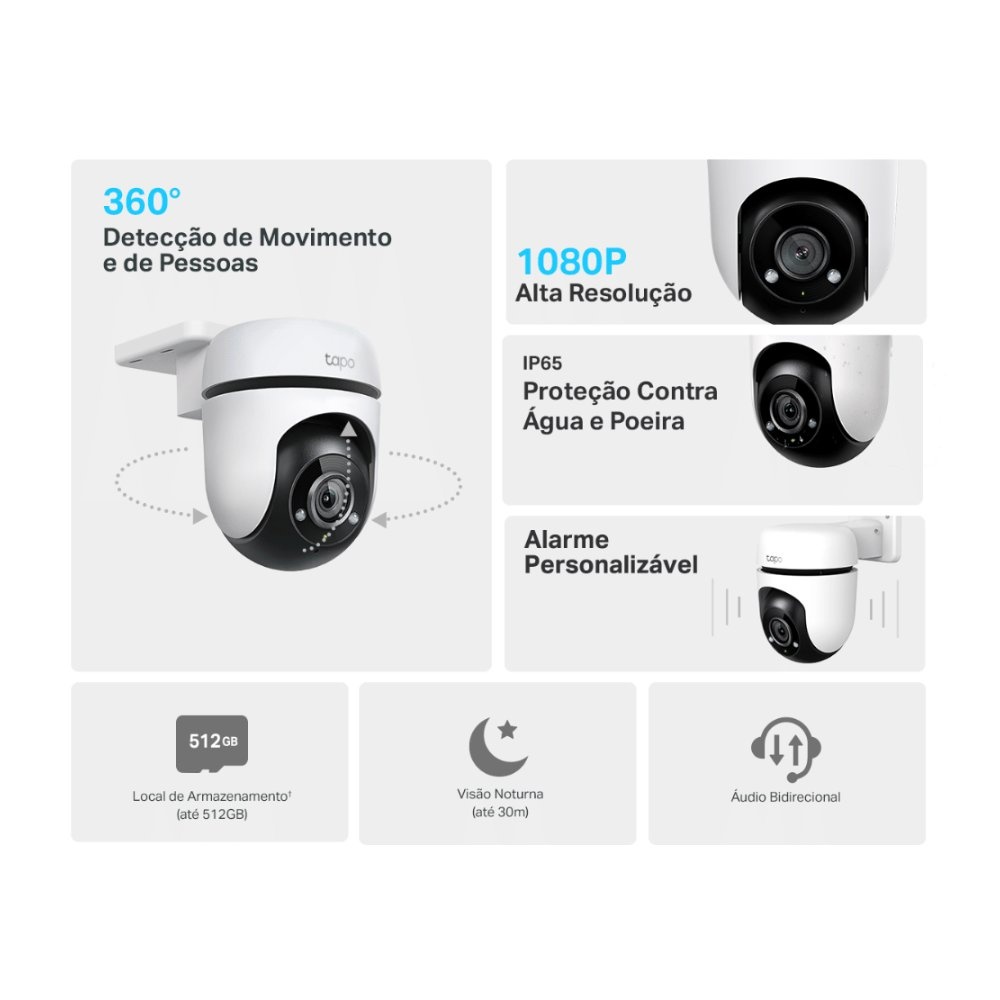 360°
Detecção de Movimento
e de Pessoas
tapo
1080P
Alta Resolução
IP65
Proteção Contra
Água e Poeira
Alarme
Personalizável
tapo
512GB
Local de Armazenamento†
(até 512GB)
Visão Noturna
(até 30m)
Áudio Bidirecional